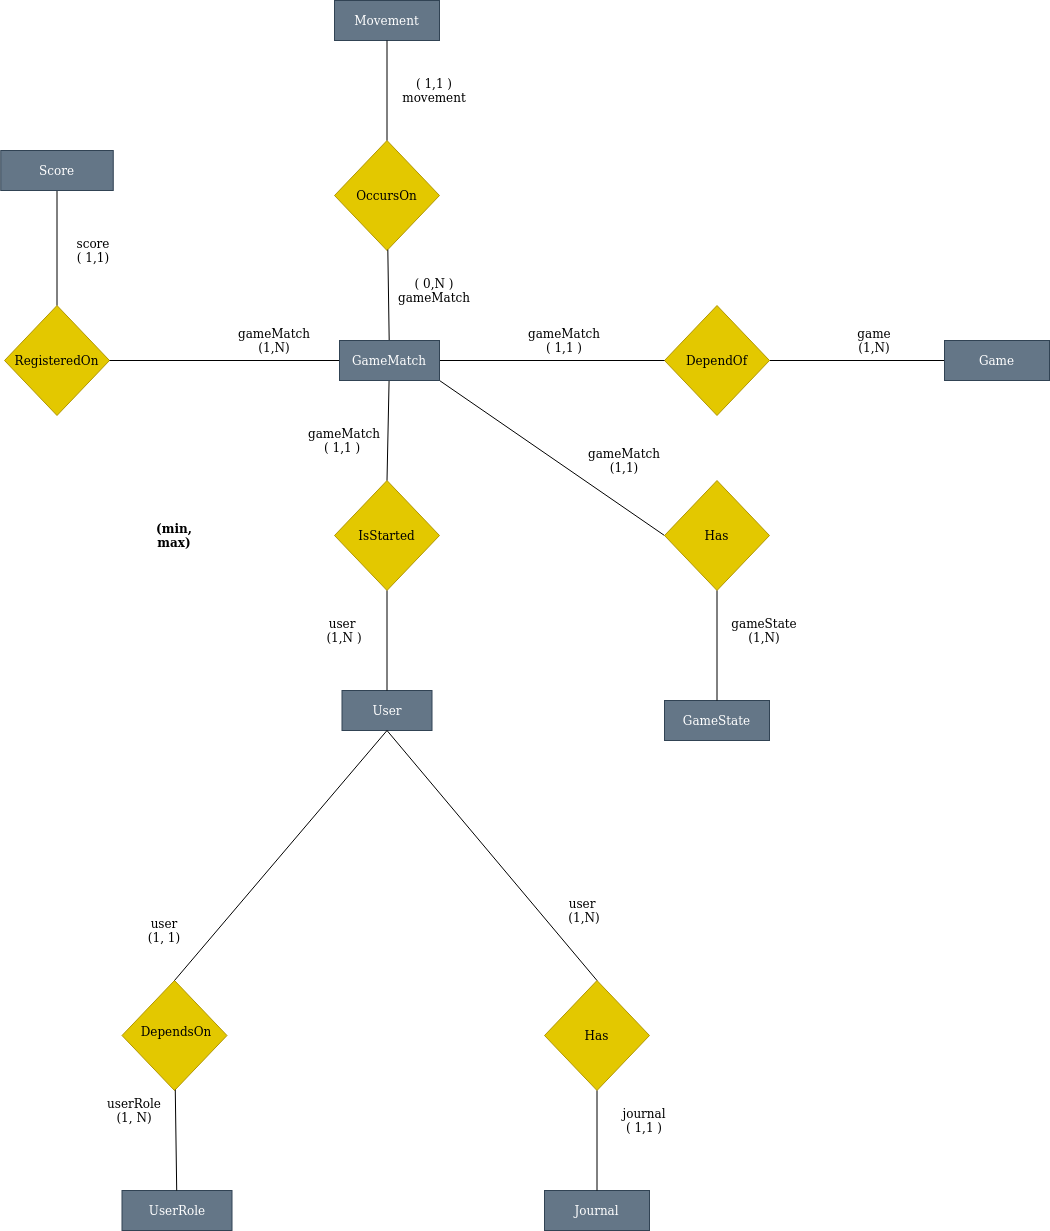 Movement
( 1,1 )
movement
Score
OccursOn
score
( 1,1)
( 0,N )
gameMatch
gameMatch
(1,N)
gameMatch
( 1,1 )
game
(1,N)
RegisteredOn
GameMatch
DependOf
Game
gameMatch
( 1,1 )
gameMatch
(1,1)
(min,
max)
IsStarted
Has
user
(1,N )
gameState
(1,N)
User
GameState
user
(1, 1)
user
(1,N)
DependsOn
Has
userRole
(1, N)
journal
( 1,1 )
UserRole
Journal